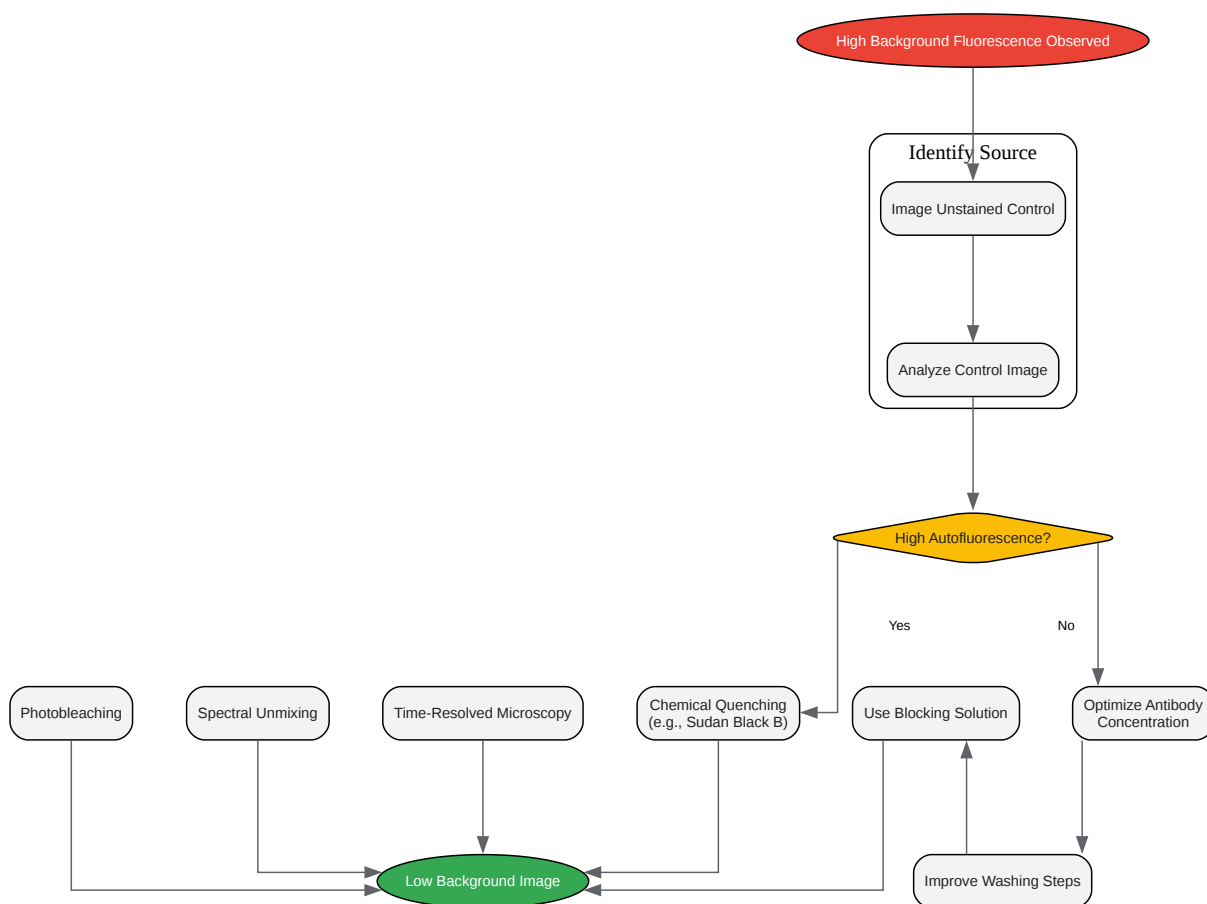 High Background Fluorescence Observed
Identify Source
Image Unstained Control
Analyze Control Image
High Autofluorescence?
Yes
No
Photobleaching
Spectral Unmixing
Time-Resolved Microscopy
Chemical Quenching
(e.g., Sudan Black B)
Use Blocking Solution
Optimize Antibody
Concentration
Low Background Image
Improve Washing Steps